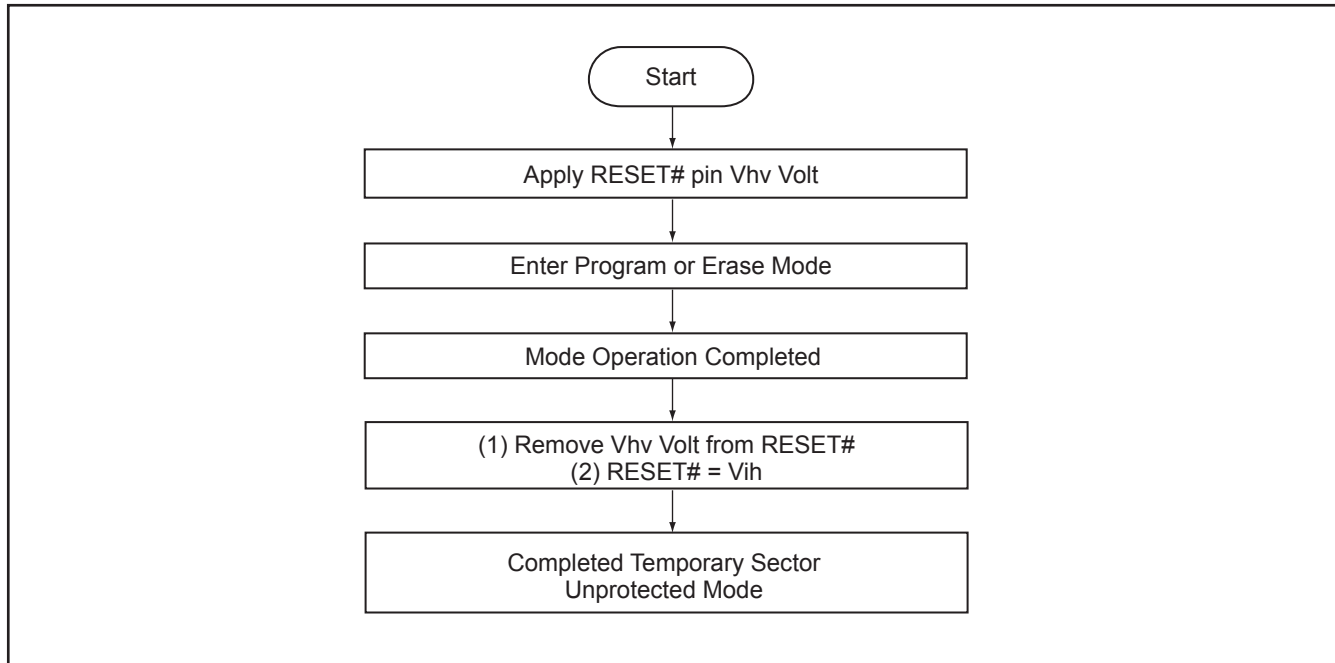 Start
Apply RESET# pin Vhv Volt
Enter Program or Erase Mode
Mode Operation Completed
(1) Remove Vhv Volt from RESET#
(2) RESET# = Vih
Completed Temporary Sector
Unprotected Mode